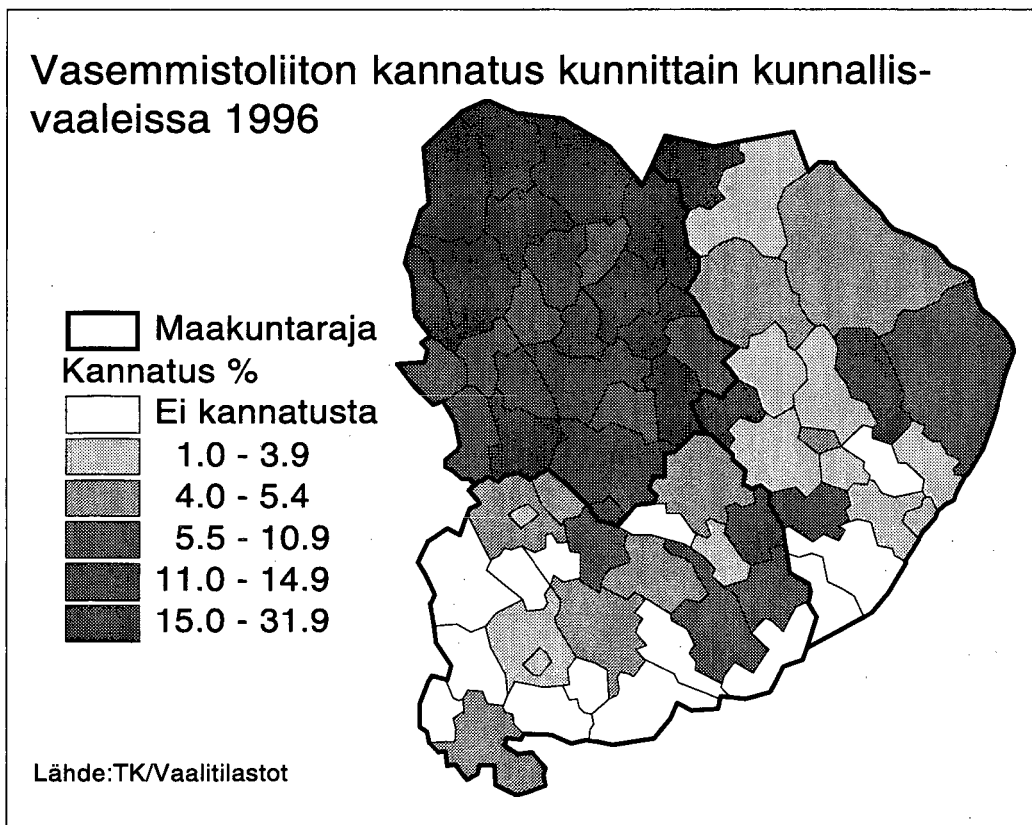 Vasemmistoliiton kannatus kunnittain kunnallis-
vaaleissa 1996
Maakuntaraja
Kannatus %
Ei kannatusta
1.0 - 3.9
4.0 - 5.4
5.5 - 10.9
11.0 - 14.9
15.0 - 31.9
Lähde:TK/Vaalitilastot